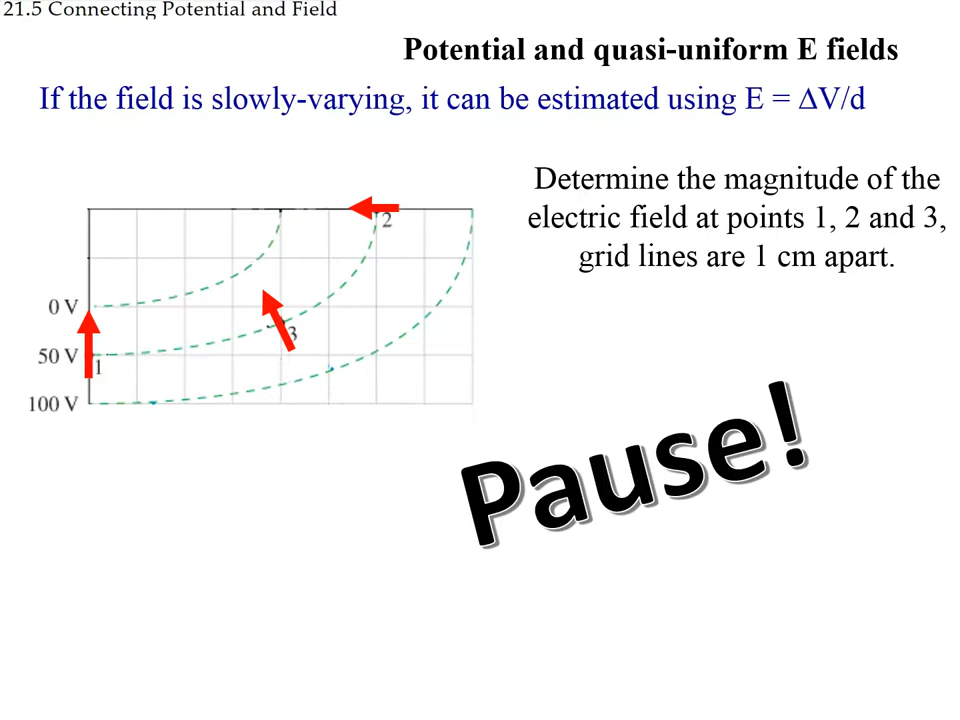 21.5 Connecting Potential and Field
Potential and quasi-uniform E fields
If the field is slowly-varying, it can be estimated using E = ΔV/d
Determine the magnitude of the
electric field at points 1, 2 and 3,
grid lines are 1 cm apart.
2
0 V
3
50 V
1
100 V
Pause!